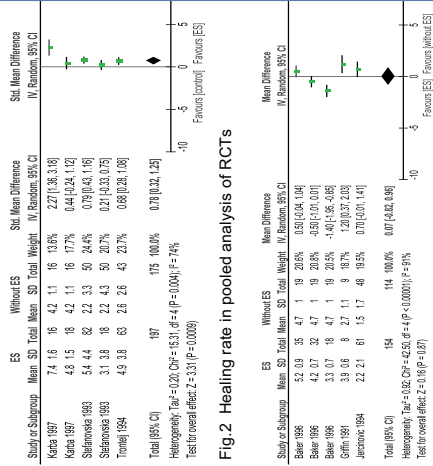 ES Without ES Std. Mean Difference Std. Mean Difference
Study or Subgroup Mean SD Total Mean SD Total Weight IV, Random, 95% CI IV, Random, 95% CI
Karba 1997 7.4 1.6 16 4.2 1.1 16 13.6% 2.27 [1.36, 3.18]
Karba 1997 4.8 1.5 18 4.2 1.1 16 17.7% 0.44 [-0.24, 1.12]
Stefanovska 1993 5.4 4.4 82 2.2 3.3 50 24.4% 0.79 [0.43, 1.16]
Stefanovska 1993 3.1 3.8 18 2.2 4.3 50 20.7% 0.21 [-0.33, 0.75]
Trontelj 1994 4.9 3.8 63 2.6 2.6 43 23.7% 0.68 [0.28, 1.08]
Total (95% CI) 197 175 100.0% 0.78 [0.32, 1.25]
Heterogeneity: Tau² = 0.20; Chi² = 15.31, df = 4 (P = 0.004); I² = 74%
Test for overall effect: Z = 3.31 (P = 0.0009)
-10 -5 0 5
Favours [control] Favours [ES]
Fig.2 Healing rate in pooled analysis of RCTs
ES Without ES Mean Difference Mean Difference
Study or Subgroup Mean SD Total Mean SD Total Weight IV, Random, 95% CI IV, Random, 95% CI
Baker 1996 5.2 0.9 35 4.7 1 19 20.6% 0.50 [-0.04, 1.04]
Baker 1996 4.2 0.7 32 4.7 1 19 20.8% -0.50 [-1.01, 0.01]
Baker 1996 3.3 0.7 18 4.7 1 19 20.5% -1.40 [-1.95, -0.85]
Griffin 1991 3.9 0.6 8 2.7 1.1 9 18.7% 1.20 [0.37, 2.03]
Jerctronic 1994 2.2 2.1 61 1.5 1.7 48 19.5% 0.70 [-0.01, 1.41]
Total (95% CI) 154 114 100.0% 0.07 [-0.82, 0.96]
Heterogeneity: Tau² = 0.92; Chi² = 42.50, df = 4 (P < 0.00001); I² = 91%
Test for overall effect: Z = 0.16 (P = 0.87)
-10 -5 0 5
Favours [ES] Favours [without ES]